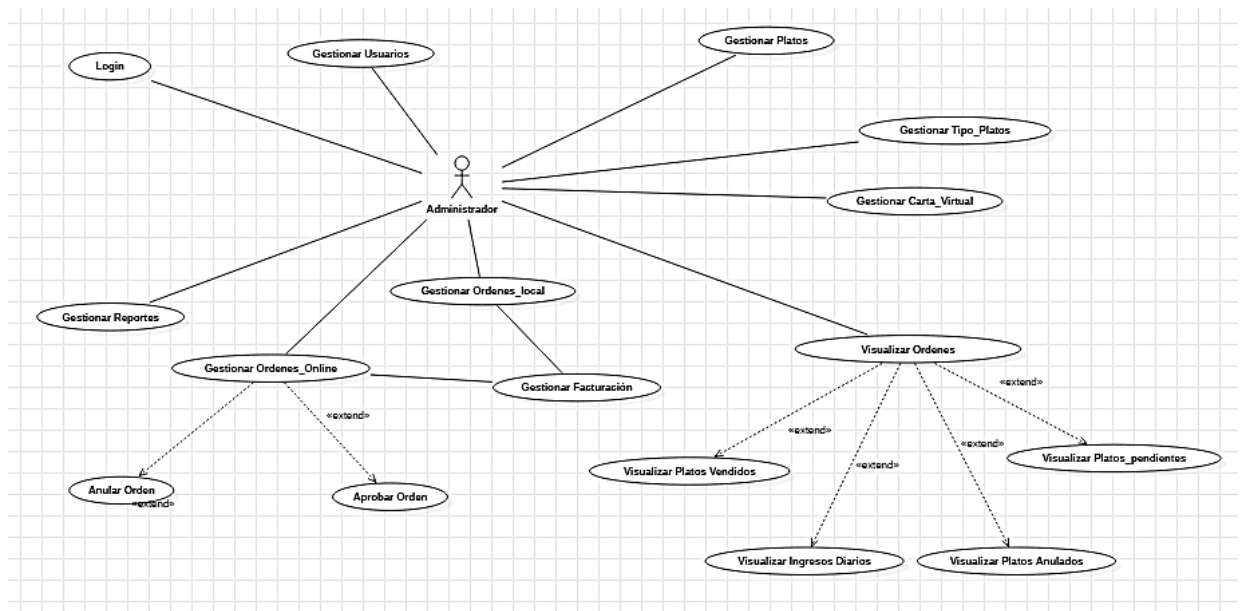 Gestionar Platos
Gestionar Usuarios
Login
Gestionar Tipo_Platos
Gestionar Carta_Virtual
Administrador
Gestionar Ordenes_local
Gestionar Reportes
Visualizar Ordenes
Gestionar Ordenes_Online
Gestionar Facturación
«extend»
«extend»
«extend»
«extend»
Visualizar Platos_pendientes
«extend»
Visualizar Platos Vendidos
Anular Orden
Aprobar Orden
«extend»
Visualizar Ingresos Diarios
Visualizar Platos Anulados